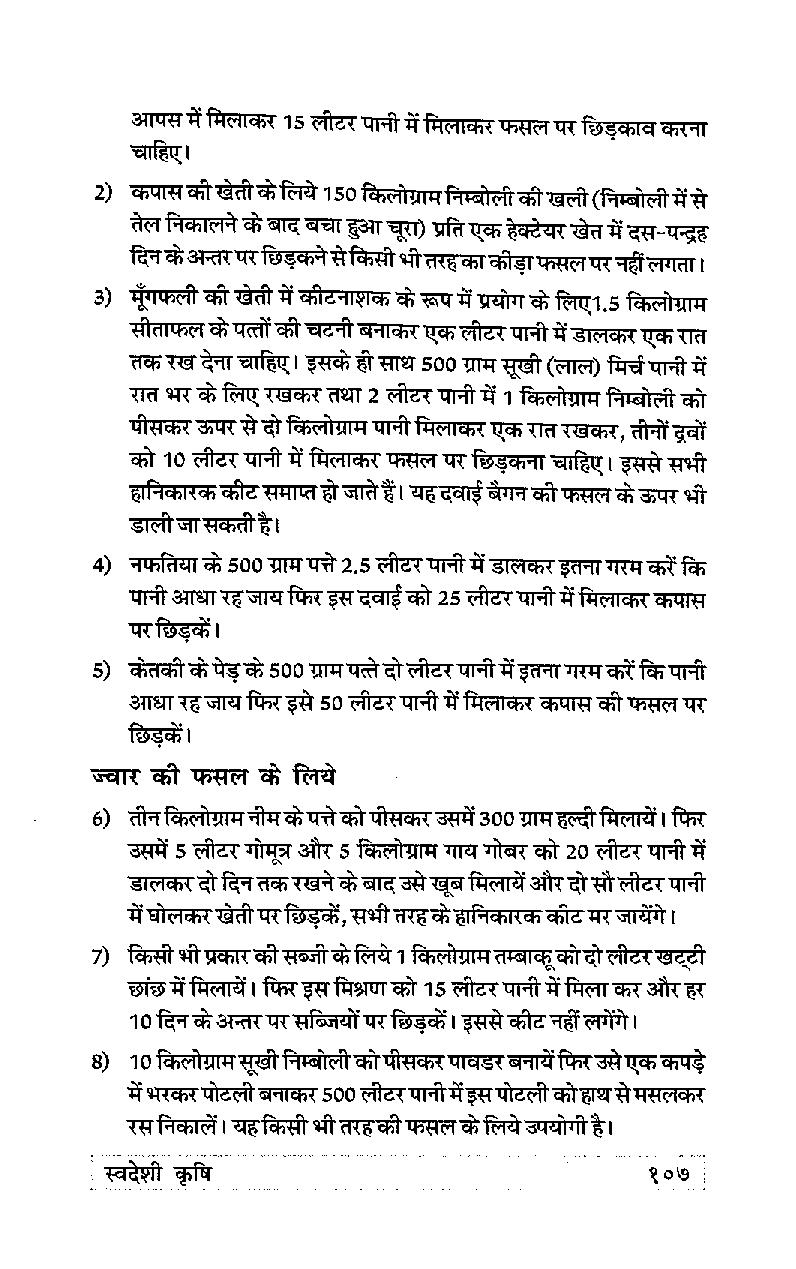 आपस में मिलाकर 15 लीटर पानी में मिलाकर फसल पर छिड़काव करना
चाहिए।
2) कपास की खेती के लिये 150 किलोग्राम निम्बोली की खली (निम्बोली में से
तेल निकालने के बाद बचा हुआ चूरा) प्रति एक हेक्टेयर खेत में दस-पन्द्रह
दिन के अन्तर पर छिड़कने से किसी भी तरह का कीड़ा फसल पर नहीं लगता।
3) मूँगफली की खेती में कीटनाशक के रूप में प्रयोग के लिए1.5 किलोग्राम
सीताफल के पत्तों की चटनी बनाकर एक लीटर पानी में डालकर एक रात
तक रख देना चाहिए। इसके ही साथ 500 ग्राम सूखी (लाल) मिर्च पानी में
रात भर के लिए रखकर तथा 2 लीटर पानी में 1 किलोग्राम निम्बोली को
पीसकर ऊपर से दो किलोग्राम पानी मिलाकर एक रात रखकर, तीनों द्रवों
को 10 लीटर पानी में मिलाकर फसल पर छिड़कना चाहिए। इससे सभी
हानिकारक कीट समाप्त हो जाते हैं। यह दवाई बैगन की फसल के ऊपर भी
डाली जा सकती है।
4) नफतिया के 500 ग्राम पत्ते 2.5 लीटर पानी में डालकर इतना गरम करें कि
पानी आधा रह जाय फिर इस दवाई को 25 लीटर पानी में मिलाकर कपास
पर छिड़कें।
5) केतकी के पेड़ के 500 ग्राम पत्ते दो लीटर पानी में इतना गरम करें कि पानी
आधा रह जाय फिर इसे 50 लीटर पानी में मिलाकर कपास की फसल पर
छिड़कें।
ज्वार की फसल के लिये
6) तीन किलोग्राम नीम के पत्ते को पीसकर उसमें 300 ग्राम हल्दी मिलायें। फिर
उसमें 5 लीटर गोमूत्र और 5 किलोग्राम गाय गोबर को 20 लीटर पानी में
डालकर दो दिन तक रखने के बाद उसे खूब मिलायें और दो सौ लीटर पानी
में घोलकर खेती पर छिड़कें, सभी तरह के हानिकारक कीट मर जायेंगे।
7) किसी भी प्रकार की सब्जी के लिये 1 किलोग्राम तम्बाकू को दो लीटर खट्टी
छांछ में मिलायें। फिर इस मिश्रण को 15 लीटर पानी में मिला कर और हर
10 दिन के अन्तर पर सब्जियों पर छिड़कें। इससे कीट नहीं लगेंगे।
8) 10 किलोग्राम सूखी निम्बोली को पीसकर पावडर बनायें फिर उसे एक कपड़े
में भरकर पोटली बनाकर 500 लीटर पानी में इस पोटली को हाथ से मसलकर
रस निकालें। यह किसी भी तरह की फसल के लिये उपयोगी है।
स्वदेशी कृषि १०७